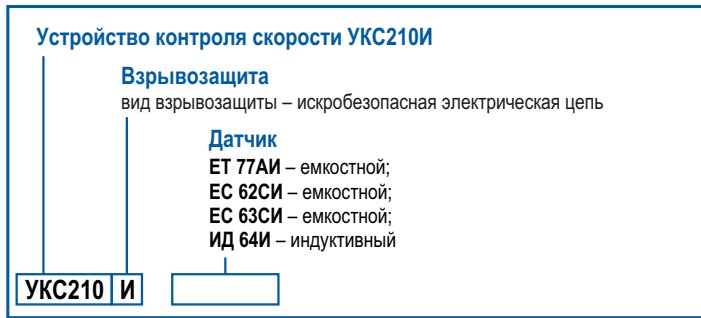 Устройство контроля скорости УКС210И
Взрывозащита
вид взрывозащиты – искробезопасная электрическая цепь
Датчик
ЕТ 77АИ – емкостной;
ЕС 62СИ – емкостной;
ЕС 63СИ – емкостной;
ИД 64И – индуктивный
УКС210 И